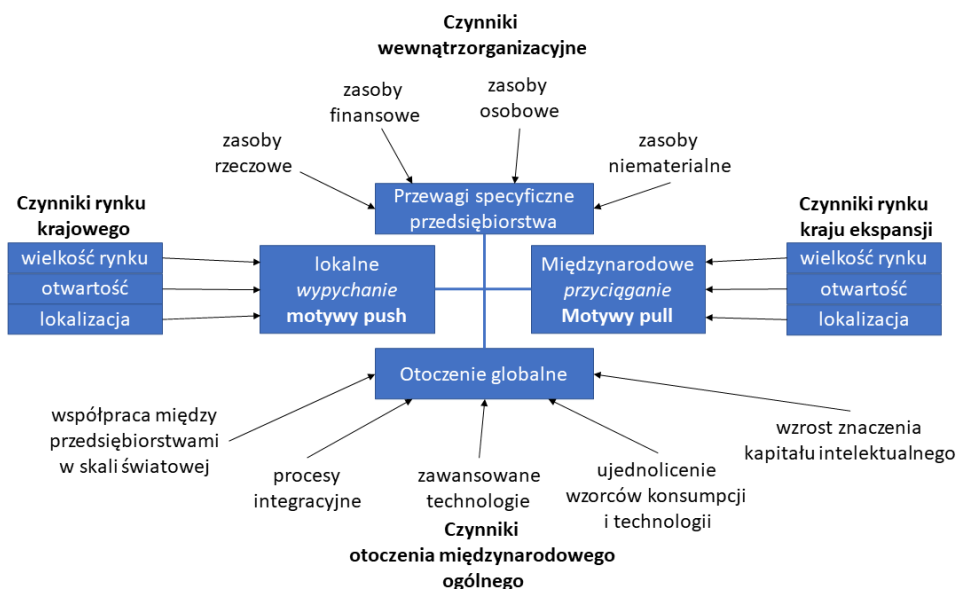 Czynniki
wewnątrzorganizacyjne
zasoby
finansowe
zasoby
osobowe
zasoby
rzeczowe
zasoby
niematerialne
Przewagi specyficzne
przedsiębiorstwa
Czynniki rynku
krajowego
wielkość rynku
otwartość
lokalizacja
lokalne
wypychanie
motywy push
Międzynarodowe
przyciąganie
Motywy pull
Czynniki rynku
kraju ekspansji
wielkość rynku
otwartość
lokalizacja
Otoczenie globalne
współpraca między
przedsiębiorstwami
w skali światowej
procesy
integracyjne
zawansowane
technologie
ujednolicenie
wzorców konsumpcji
i technologii
wzrost znaczenia
kapitału intelektualnego
Czynniki
otoczenia międzynarodowego
ogólnego